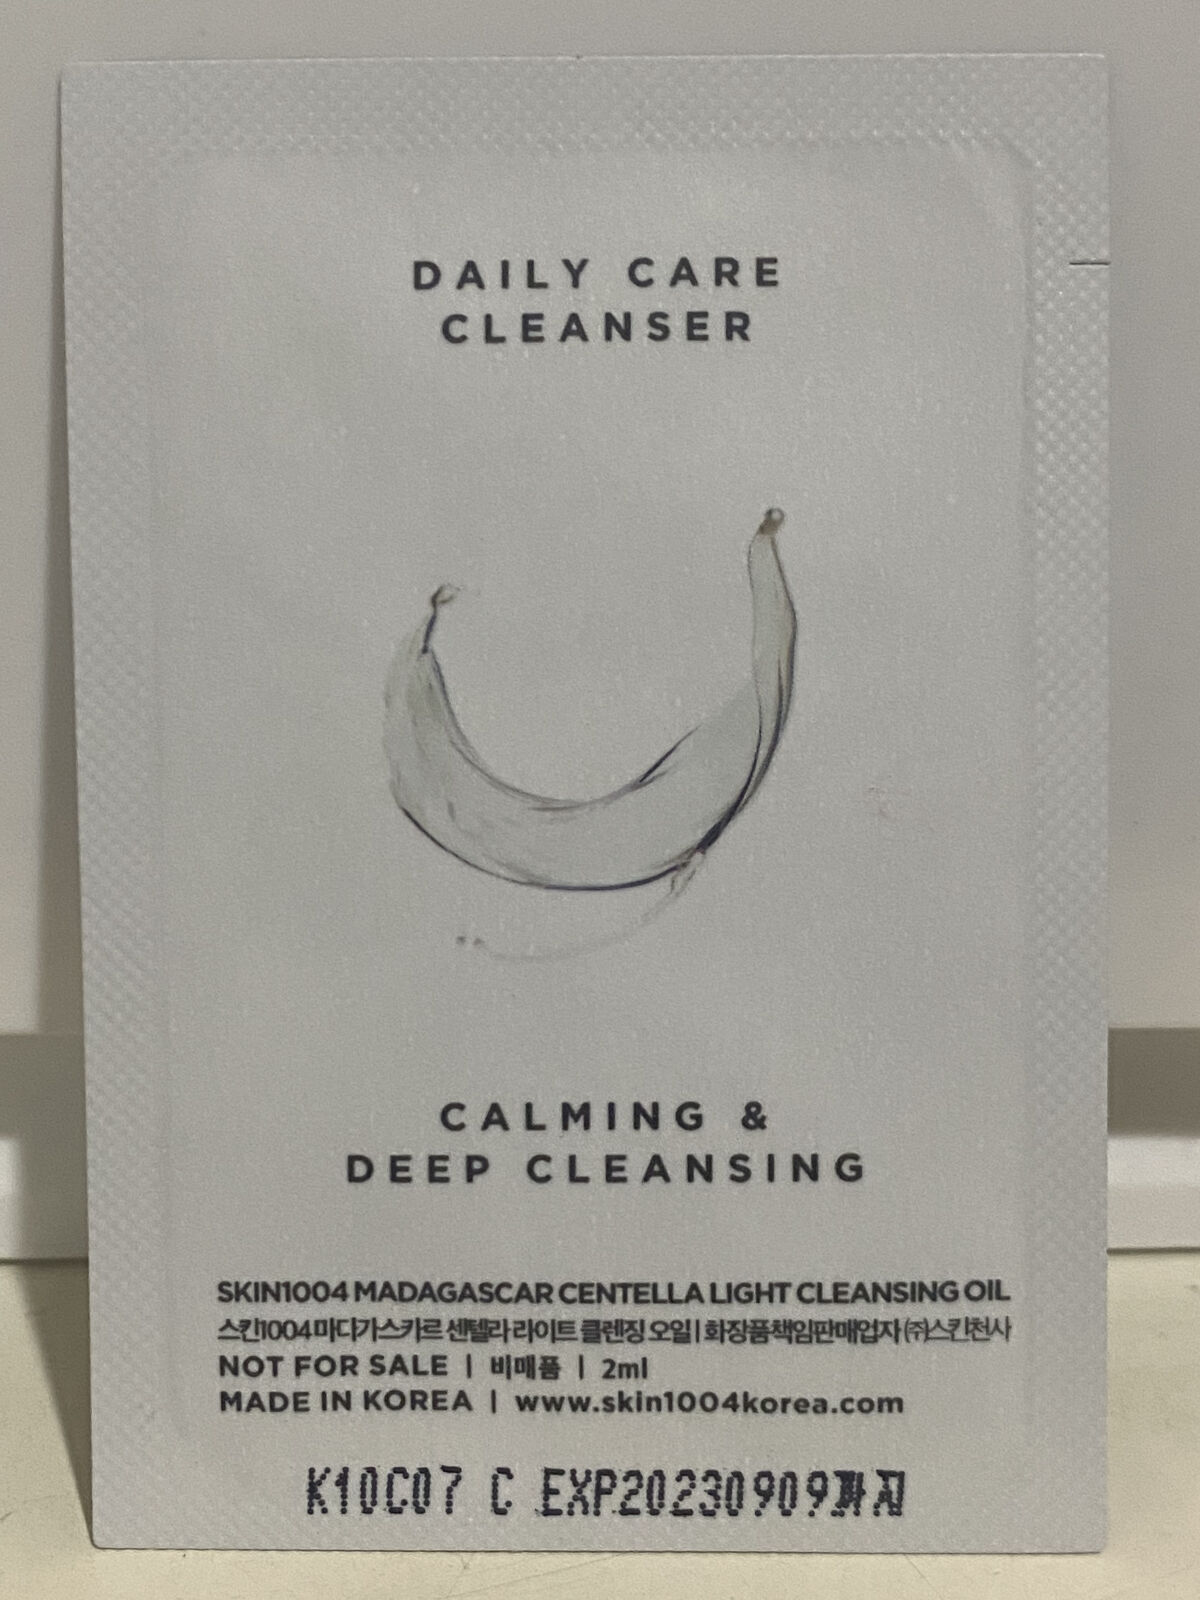 DAILY CARE
CLEANSER
CALMING &
DEEP CLEANSING
SKIN1004 MADAGASCAR CENTELLA LIGHT CLEANSING OIL
스킨1004 마다가스카르 센텔라 라이트 클렌징 오일 | 화장품책임판매업자 (주)스킨천사
NOT FOR SALE | 비매품 | 2ml
MADE IN KOREA | www.skin1004korea.com
K10C07 C EXP20230909까지